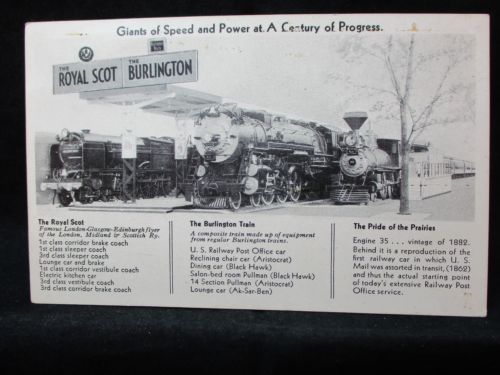 Giants of Speed and Power at A Century of Progress.
THE ROYAL SCOT THE BURLINGTON
The Royal Scot
Famous London-Glasgow-Edinburgh flyer
of the London, Midland & Scottish Ry.
1st class corridor brake coach
1st class sleeper coach
3rd class sleeper coach
Lounge car and brake
1st class corridor vestibule coach
Electric kitchen car
3rd class vestibule coach
3rd class corridor brake coach
The Burlington Train
A composite train made up of equipment
from regular Burlington trains.
U. S. Railway Post Office car
Reclining chair car (Aristocrat)
Dining car (Black Hawk)
Salon-bed room Pullman (Black Hawk)
14 Section Pullman (Aristocrat)
Lounge car (Ak-Sar-Ben)
The Pride of the Prairies
Engine 35 . . . vintage of 1882.
Behind it is a reproduction of the
first railway car in which U. S.
Mail was assorted in transit, (1862)
and thus the actual starting point
of today's extensive Railway Post
Office service.